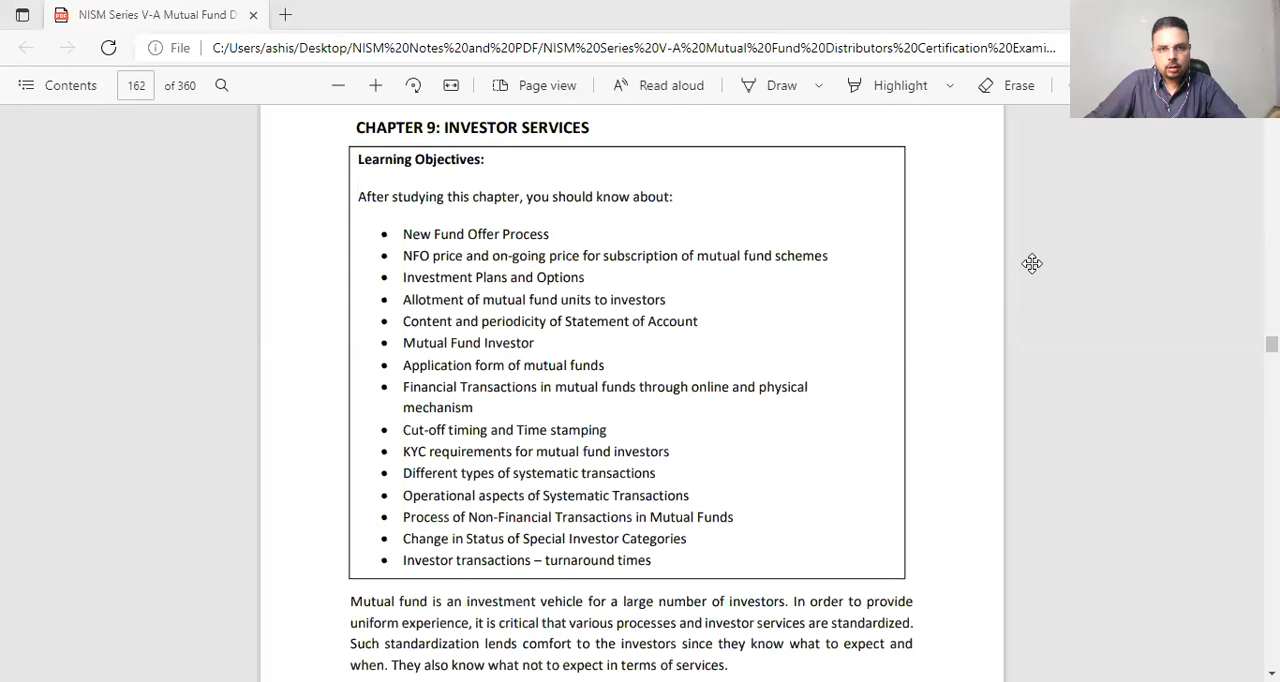 NISM Series V-A Mutual Fund D
File
C:/Users/ashis/Desktop/NISM%20Notes%20and%20PDF/NISM%20Series%20V-A%20Mutual%20Fund%20Distributors%20Certification%20Exami...
Contents
162 of 360
Page view
Read aloud
Draw
Highlight
Erase
CHAPTER 9: INVESTOR SERVICES
Learning Objectives:
After studying this chapter, you should know about:
• New Fund Offer Process
• NFO price and on-going price for subscription of mutual fund schemes
• Investment Plans and Options
• Allotment of mutual fund units to investors
• Content and periodicity of Statement of Account
• Mutual Fund Investor
• Application form of mutual funds
• Financial Transactions in mutual funds through online and physical
mechanism
• Cut-off timing and Time stamping
• KYC requirements for mutual fund investors
• Different types of systematic transactions
• Operational aspects of Systematic Transactions
• Process of Non-Financial Transactions in Mutual Funds
• Change in Status of Special Investor Categories
• Investor transactions – turnaround times
Mutual fund is an investment vehicle for a large number of investors. In order to provide
uniform experience, it is critical that various processes and investor services are standardized.
Such standardization lends comfort to the investors since they know what to expect and
when. They also know what not to expect in terms of services.